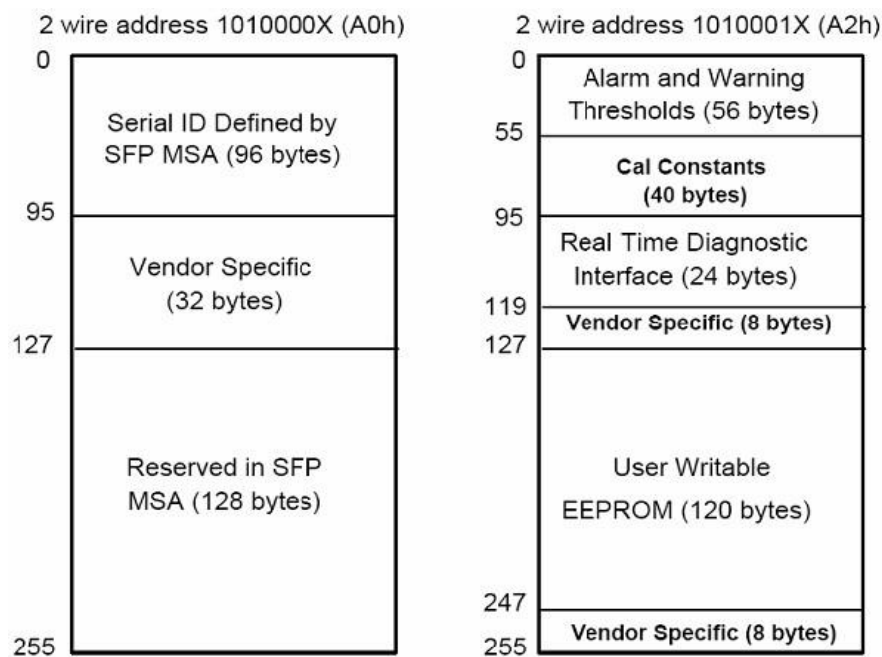 2 wire address 1010000X (A0h)
0
Serial ID Defined by
SFP MSA (96 bytes)
95
Vendor Specific
(32 bytes)
127
Reserved in SFP
MSA (128 bytes)
255
2 wire address 1010001X (A2h)
0
Alarm and Warning
Thresholds (56 bytes)
55
Cal Constants
(40 bytes)
95
Real Time Diagnostic
Interface (24 bytes)
119
Vendor Specific (8 bytes)
127
User Writable
EEPROM (120 bytes)
247
Vendor Specific (8 bytes)
255